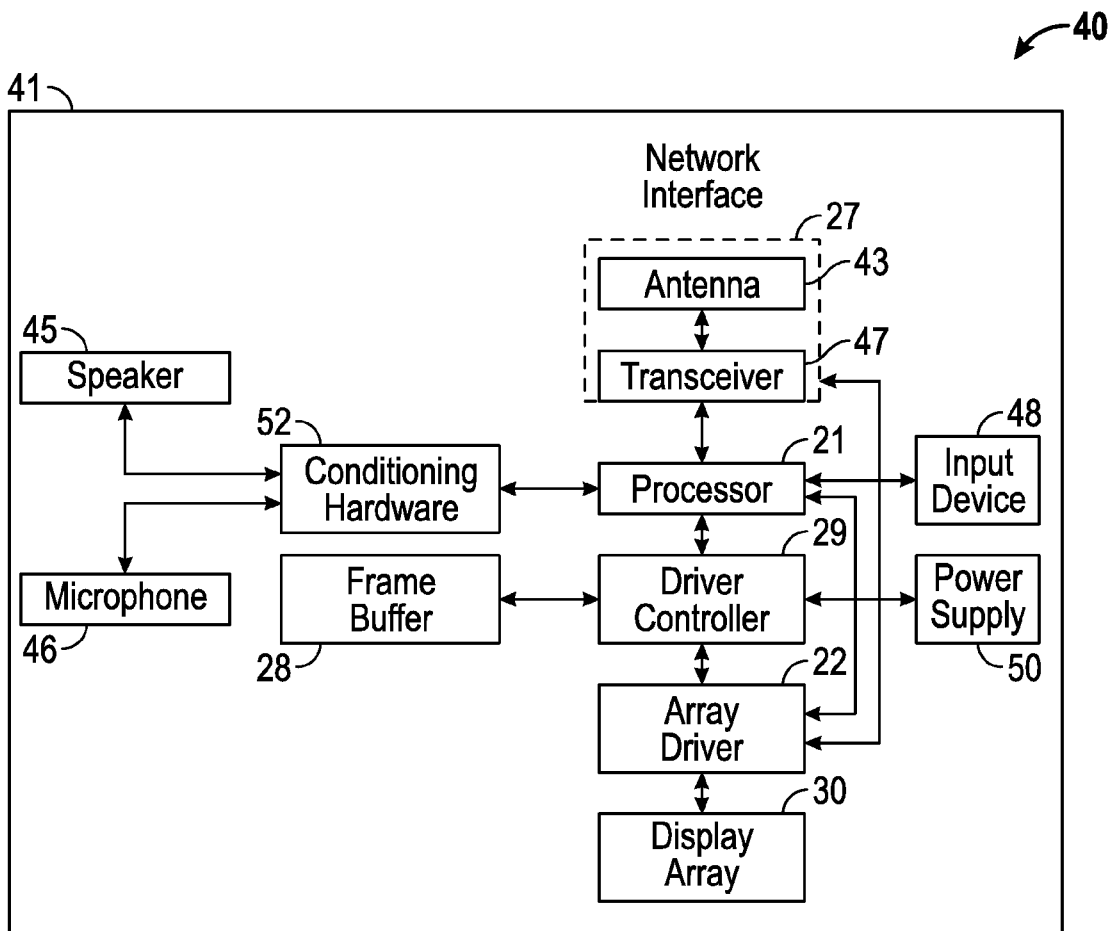 40
41
Network
Interface
27
Antenna
43
45
Speaker
Transceiver
47
52
Conditioning
Hardware
Processor
21
48
Input
Device
Microphone
46
Frame
Buffer
28
Driver
Controller
29
Power
Supply
50
22
Array
Driver
30
Display
Array